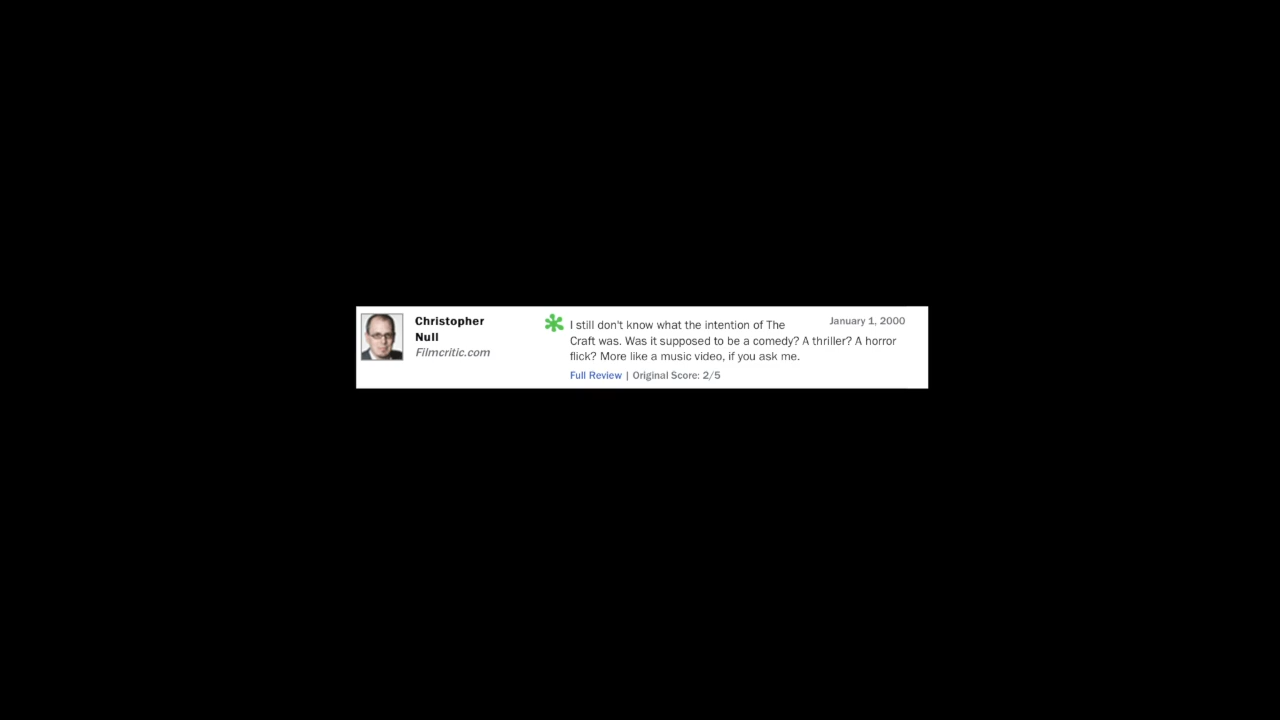 Christopher
Null
Filmcritic.com
I still don't know what the intention of The
Craft was. Was it supposed to be a comedy? A thriller? A horror
flick? More like a music video, if you ask me.
January 1, 2000
Full Review | Original Score: 2/5